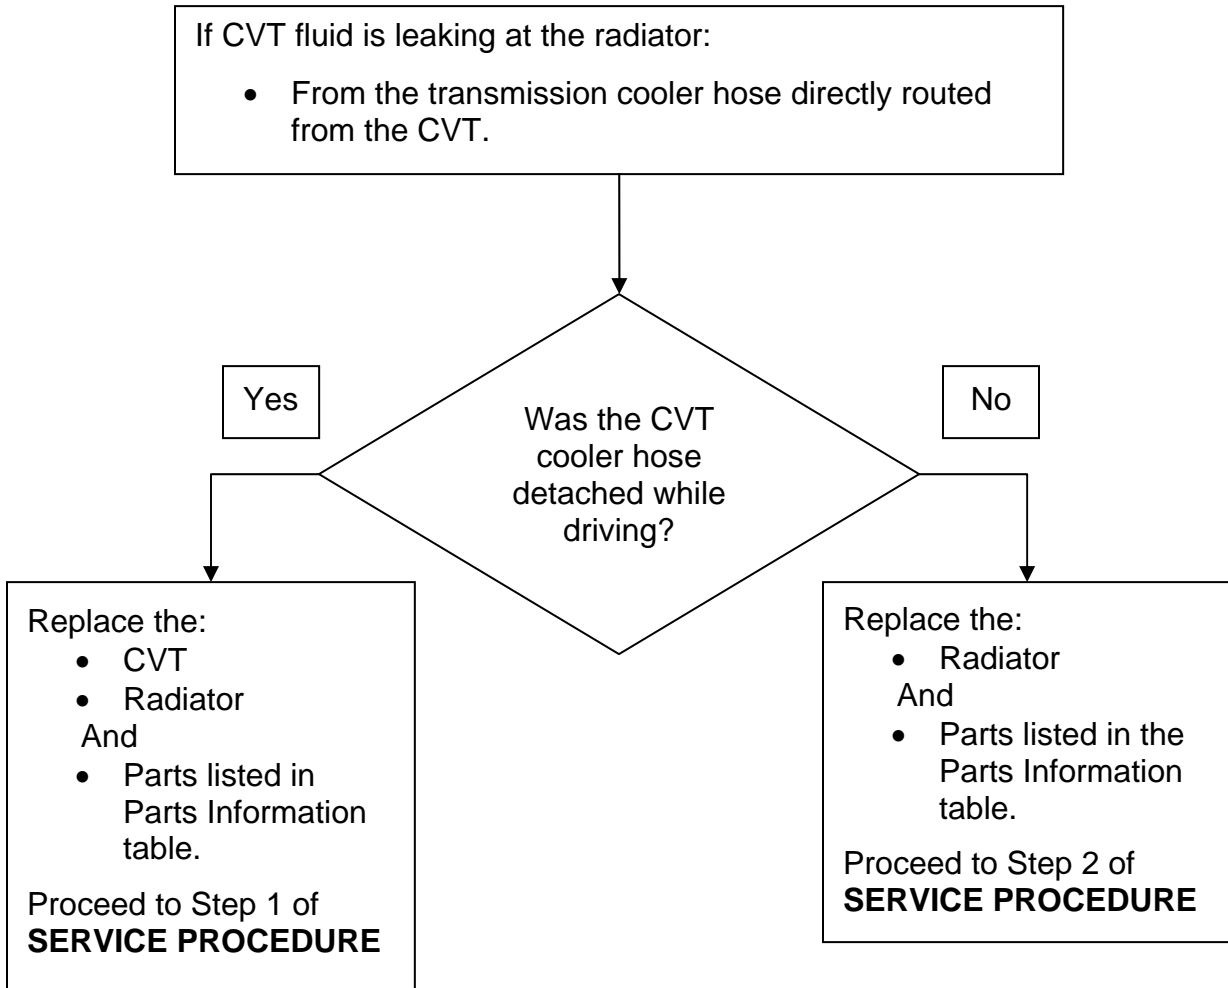 If CVT fluid is leaking at the radiator:
• From the transmission cooler hose directly routed
from the CVT.
Yes
No
Was the CVT
cooler hose
detached while
driving?
Replace the:
• CVT
• Radiator
And
• Parts listed in
Parts Information
table.
Proceed to Step 1 of
SERVICE PROCEDURE
Replace the:
• Radiator
And
• Parts listed in the
Parts Information
table.
Proceed to Step 2 of
SERVICE PROCEDURE